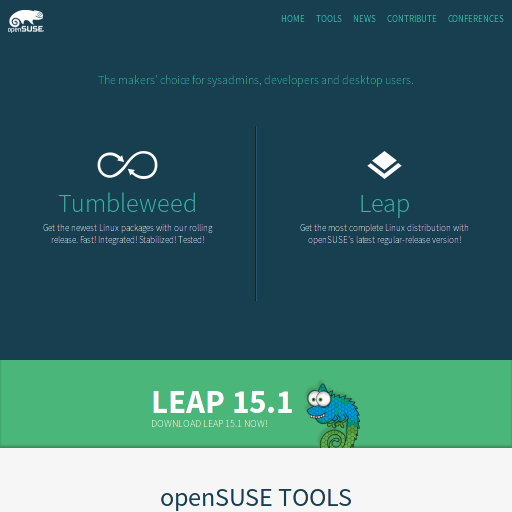 openSUSE
HOME TOOLS NEWS CONTRIBUTE CONFERENCES
The makers' choice for sysadmins, developers and desktop users.
Tumbleweed
Get the newest Linux packages with our rolling
release. Fast! Integrated! Stabilized! Tested!
Leap
Get the most complete Linux distribution with
openSUSE's latest regular-release version!
LEAP 15.1
DOWNLOAD LEAP 15.1 NOW!
openSUSE TOOLS